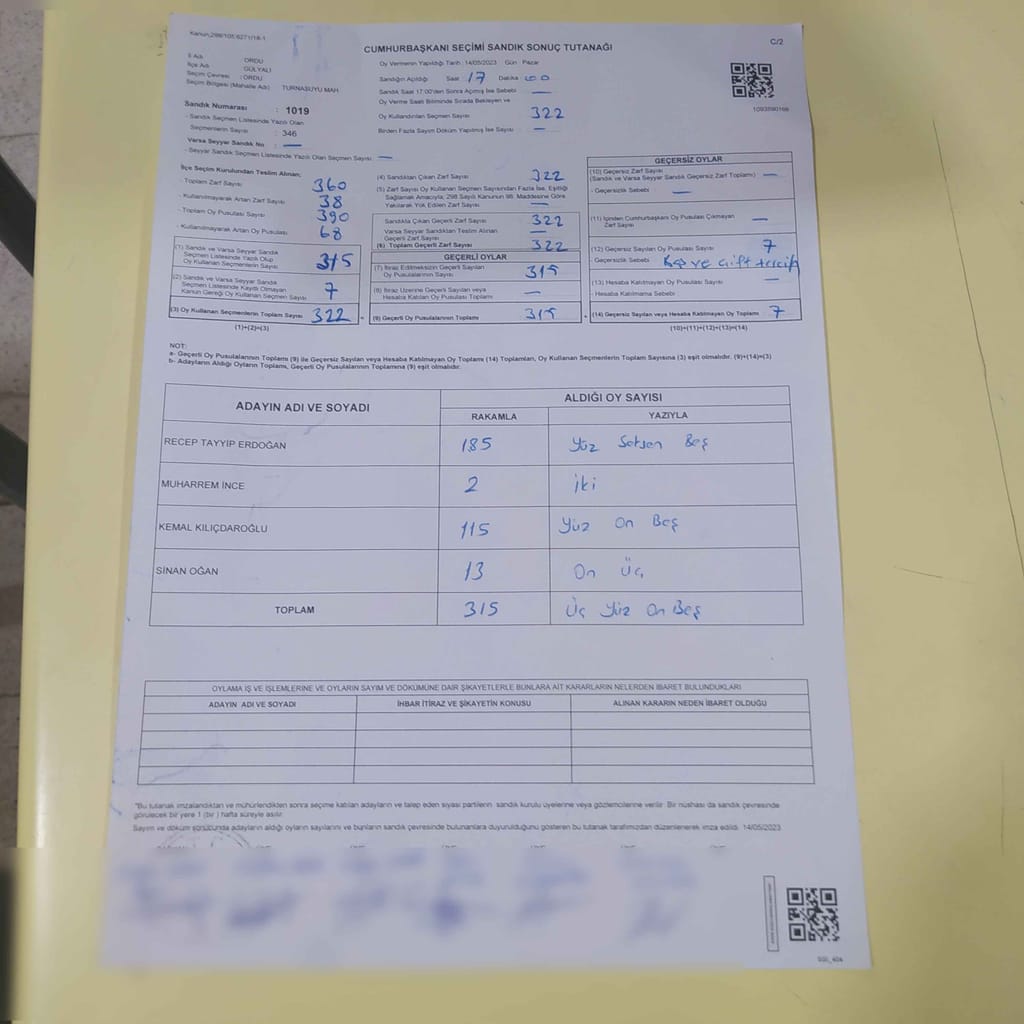 Kanun:298/105 6271/18-1
C/2
CUMHURBAŞKANI SEÇİMİ SANDIK SONUÇ TUTANAĞI
İl Adı : ORDU
İlçe Adı : GÜLYALI
Seçim Çevresi : ORDU
Seçim Bölgesi (Mahalle Adı) : TURNASUYU MAH.
Oy Vermenin Yapıldığı Tarih : 14/05/2023 Gün : Pazar
Sandığın Açıldığı Saat 17 Dakika 00
Sandık Saat 17:00'den Sonra Açılmış İse Sebebi —
Oy Verme Saati Bitiminde Sırada Bekleyen ve
Oy Kullandırılan Seçmen Sayısı 322
Birden Fazla Sayım Döküm Yapılmış İse Sayısı —
1093890166
Sandık Numarası : 1019
- Sandık Seçmen Listesinde Yazılı Olan
Seçmenlerin Sayısı : 346
Varsa Seyyar Sandık No : —
- Seyyar Sandık Seçmen Listesinde Yazılı Olan Seçmen Sayısı : —
İlçe Seçim Kurulundan Teslim Alınan;
- Toplam Zarf Sayısı 360
- Kullanılmayarak Artan Zarf Sayısı 38
- Toplam Oy Pusulası Sayısı 390
- Kullanılmayarak Artan Oy Pusulası 68
(1) Sandık ve Varsa Seyyar Sandık
Seçmen Listesinde Yazılı Olup
Oy Kullanan Seçmenlerin Sayısı 315
(2) Sandık ve Varsa Seyyar Sandık
Seçmen Listesinde Kayıtlı Olmayan
Kanun Gereği Oy Kullanan Seçmen Sayısı 7
(3) Oy Kullanan Seçmenlerin Toplam Sayısı 322 =
(1)+(2)=(3)
(4) Sandıktan Çıkan Zarf Sayısı 322
(5) Zarf Sayısı Oy Kullanan Seçmen Sayısından Fazla İse, Eşitliği
Sağlamak Amacıyla, 298 Sayılı Kanunun 98. Maddesine Göre
Yakılarak Yok Edilen Zarf Sayısı —
Sandıkta Çıkan Geçerli Zarf Sayısı 322
Varsa Seyyar Sandıktan Teslim Alınan
Geçerli Zarf Sayısı —
(6) Toplam Geçerli Zarf Sayısı 322
GEÇERLİ OYLAR
(7) İtiraz Edilmeksizin Geçerli Sayılan
Oy Pusulalarının Sayısı 315
(8) İtiraz Üzerine Geçerli Sayılan veya
Hesaba Katılan Oy Pusulası Toplamı —
(9) Geçerli Oy Pusulalarının Toplamı 315 +
GEÇERSİZ OYLAR
(10) Geçersiz Zarf Sayısı
(Sandık ve Varsa Seyyar Sandık Geçersiz Zarf Toplamı) —
- Geçersizlik Sebebi —
(11) İçinden Cumhurbaşkanı Oy Pusulası Çıkmayan
Zarf Sayısı —
(12) Geçersiz Sayılan Oy Pusulası Sayısı 7
- Geçersizlik Sebebi Boş ve çift tercih
(13) Hesaba Katılmayan Oy Pusulası Sayısı —
- Hesaba Katılmama Sebebi
(14) Geçersiz Sayılan veya Hesaba Katılmayan Oy Toplamı 7
(10)+(11)+(12)+(13)=(14)
NOT:
a- Geçerli Oy Pusulalarının Toplamı (9) ile Geçersiz Sayılan veya Hesaba Katılmayan Oy Toplamı (14) Toplamları, Oy Kullanan Seçmenlerin Toplam Sayısına (3) eşit olmalıdır. (9)+(14)=(3)
b- Adayların Aldığı Oyların Toplamı, Geçerli Oy Pusulalarının Toplamına (9) eşit olmalıdır.
ADAYIN ADI VE SOYADI ALDIĞI OY SAYISI
RAKAMLA YAZIYLA
RECEP TAYYIP ERDOĞAN 185 Yüz Seksen Beş
MUHARREM İNCE 2 İki
KEMAL KILIÇDAROĞLU 115 Yüz On Beş
SİNAN OĞAN 13 On Üç
TOPLAM 315 Üç Yüz On Beş
OYLAMA İŞ VE İŞLEMLERİNE VE OYLARIN SAYIM VE DÖKÜMÜNE DAİR ŞİKAYETLERLE BUNLARA AİT KARARLARIN NELERDEN İBARET BULUNDUKLARI
ADAYIN ADI VE SOYADI İHBAR İTİRAZ VE ŞİKAYETİN KONUSU ALINAN KARARIN NEDEN İBARET OLDUĞU
"Bu tutanak imzalandıktan ve mühürlendikten sonra seçime katılan adayların ve talep eden siyasi partilerin sandık kurulu üyelerine veya gözlemcilerine verilir. Bir nüshası da sandık çevresinde
görülecek bir yere 1 (bir ) hafta süreyle asılır.
Sayım ve döküm sonucunda adayların aldığı oyların sayılarını ve bunların sandık çevresinde bulunanlara duyurulduğunu gösteren bu tutanak tarafımızdan düzenlenerek imza edildi. 14/05/2023